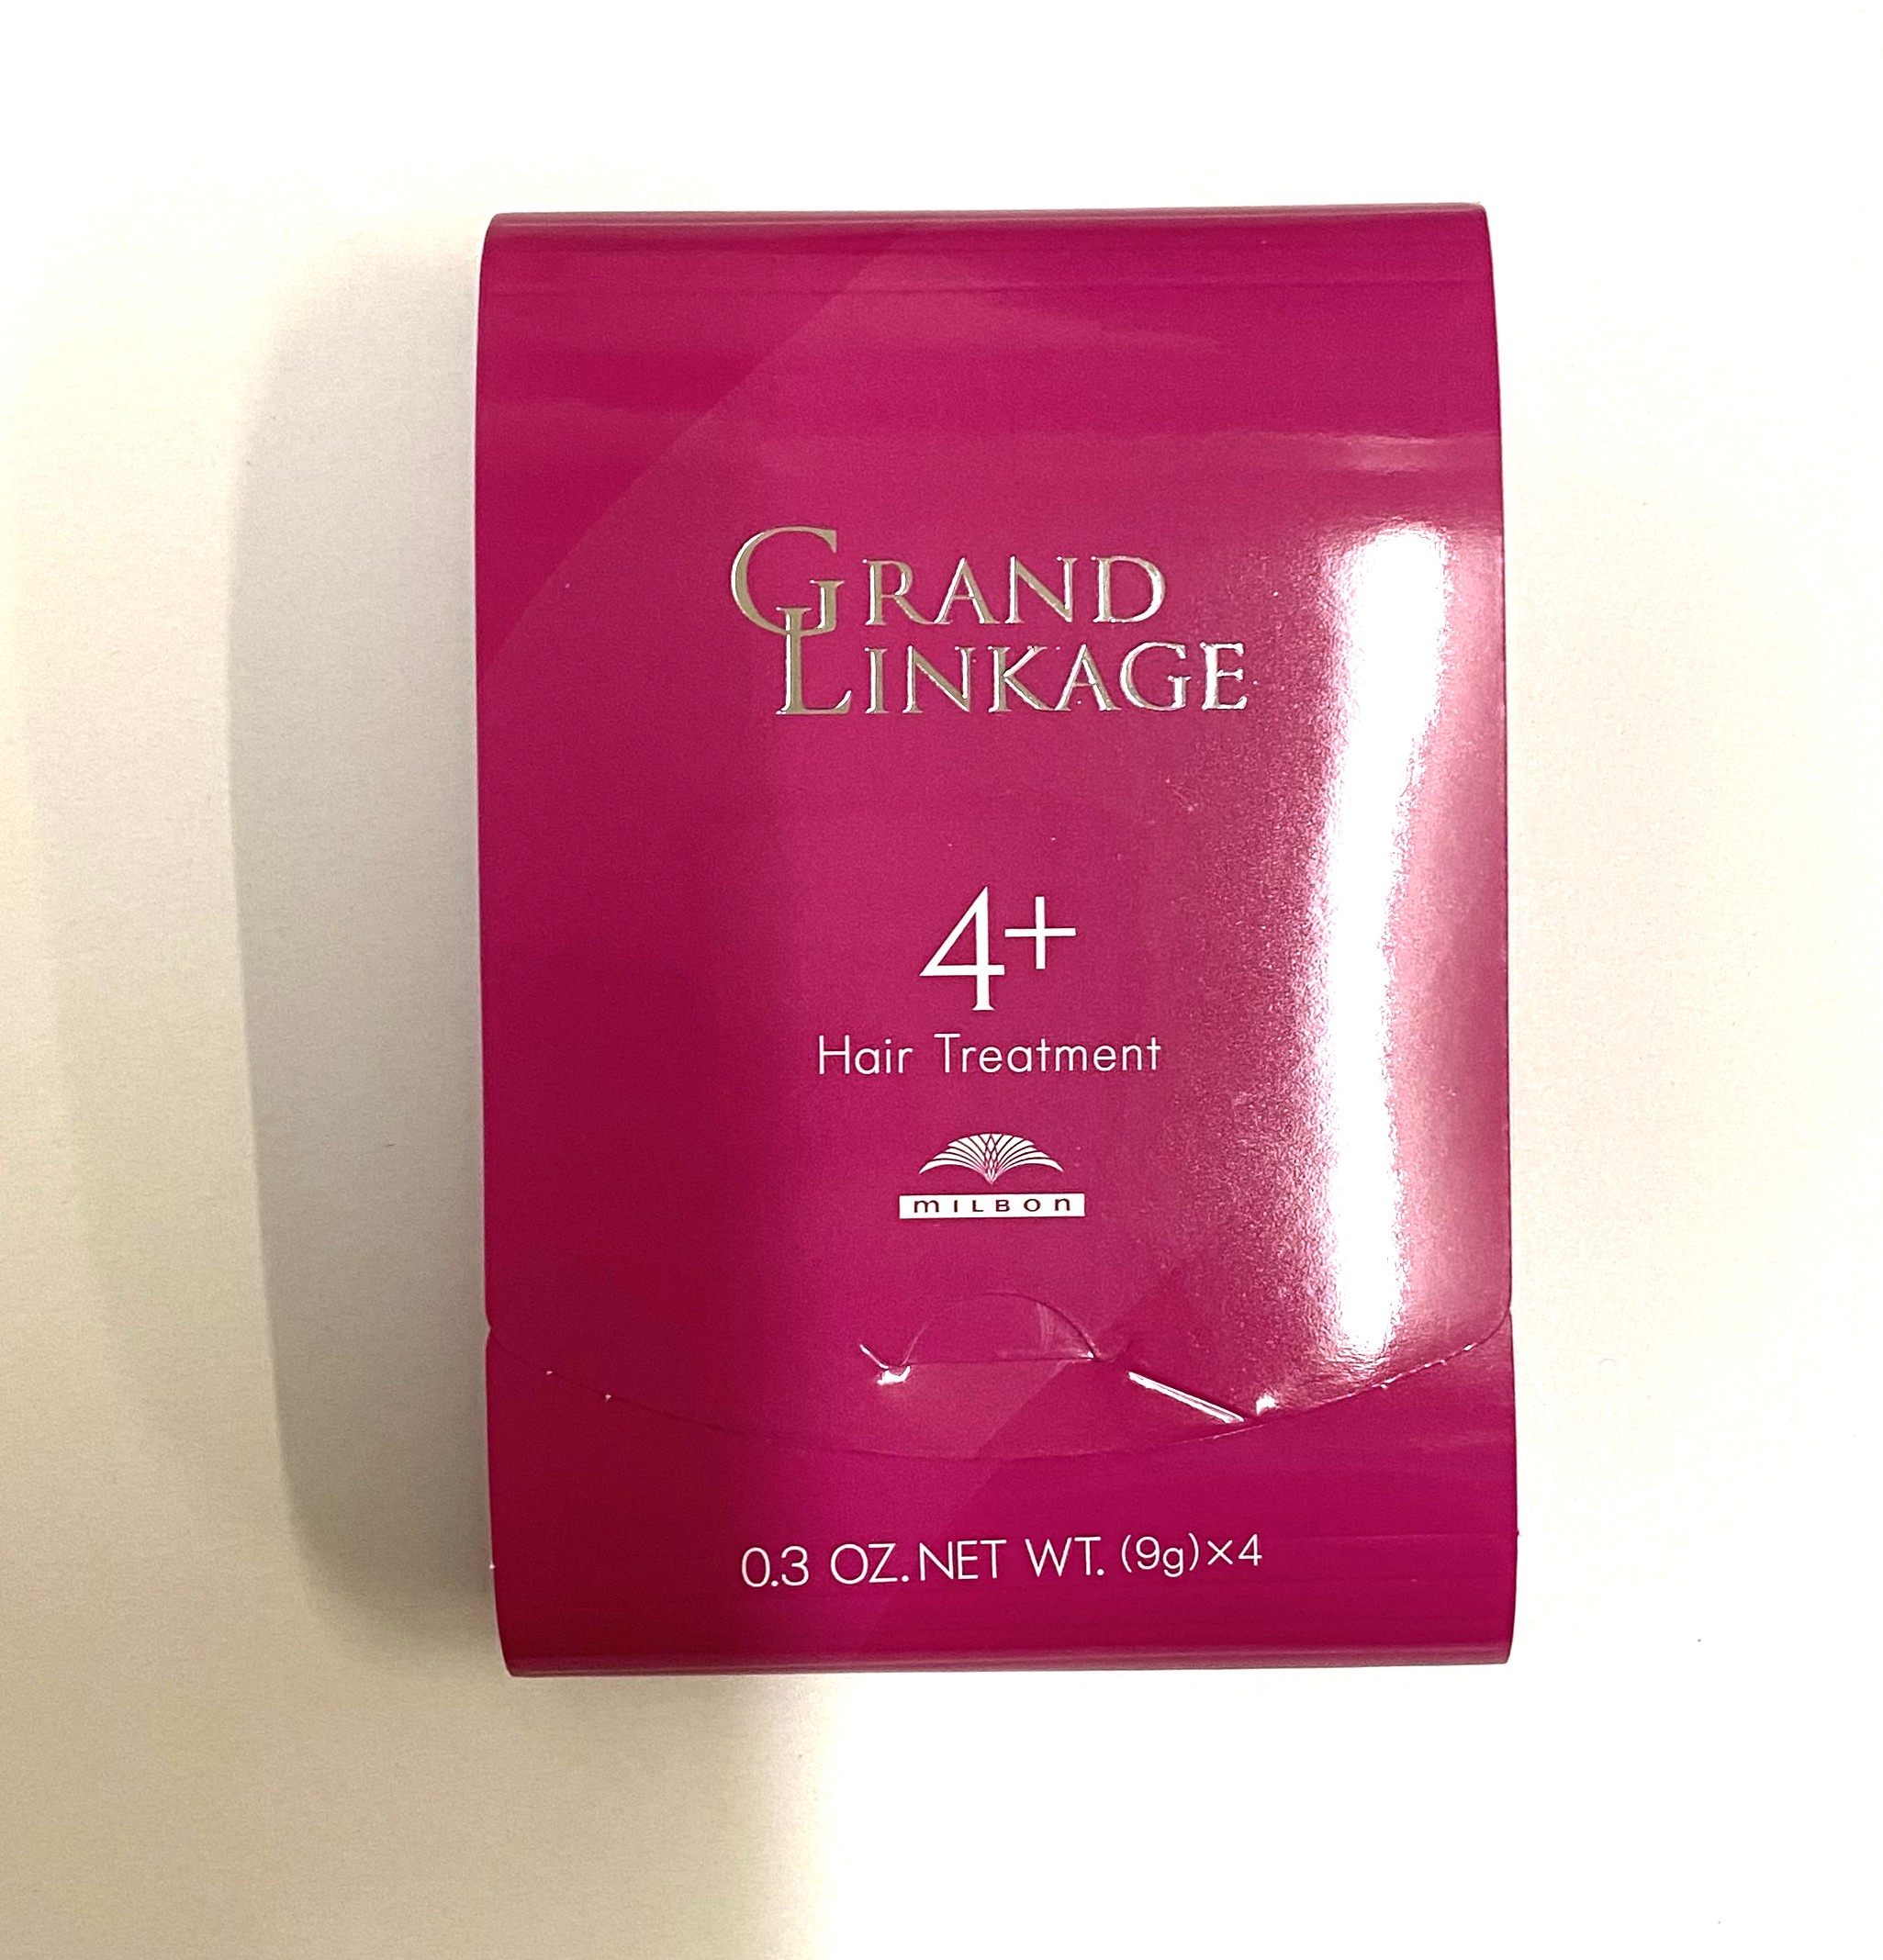 GRAND
LINKAGE
4+
Hair Treatment
MILBON
0.3 OZ. NET WT. (9g)×4